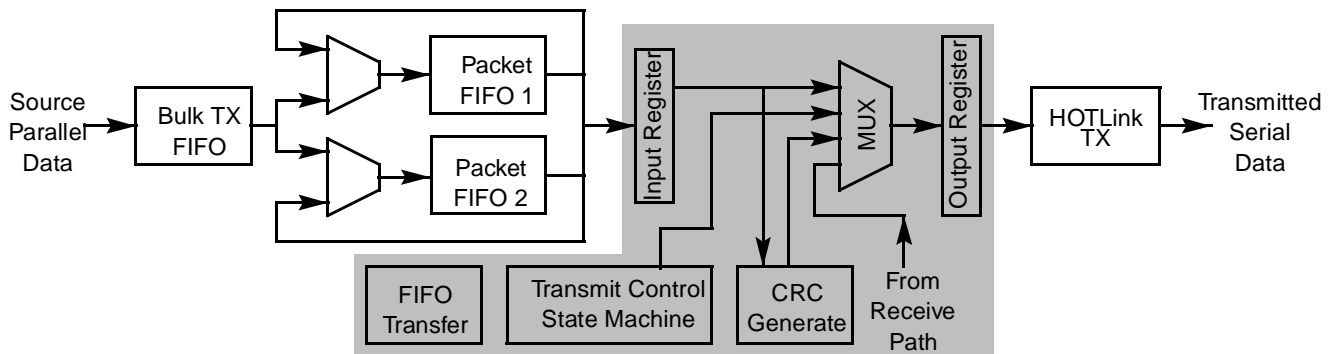 Source
Parallel
Data
Bulk TX
FIFO
Packet
FIFO 1
Packet
FIFO 2
Input Register
MUX
Output Register
HOTLink
TX
Transmitted
Serial
Data
FIFO
Transfer
Transmit Control
State Machine
CRC
Generate
From
Receive
Path